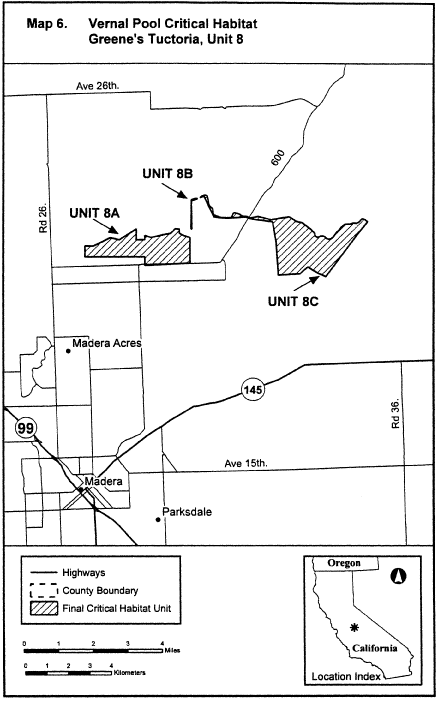 Map 6. Vernal Pool Critical Habitat
Greene's Tuctoria, Unit 8
Ave 26th.
600
UNIT 8B
Rd 26.
UNIT 8A
UNIT 8C
Madera Acres
145
Rd 36.
99
Ave 15th.
Madera
Parksdale
Highways
County Boundary
Final Critical Habitat Unit
0 1 2 3 4
Miles
0 1 2 3 4
Kilometers
Oregon
California
Location Index